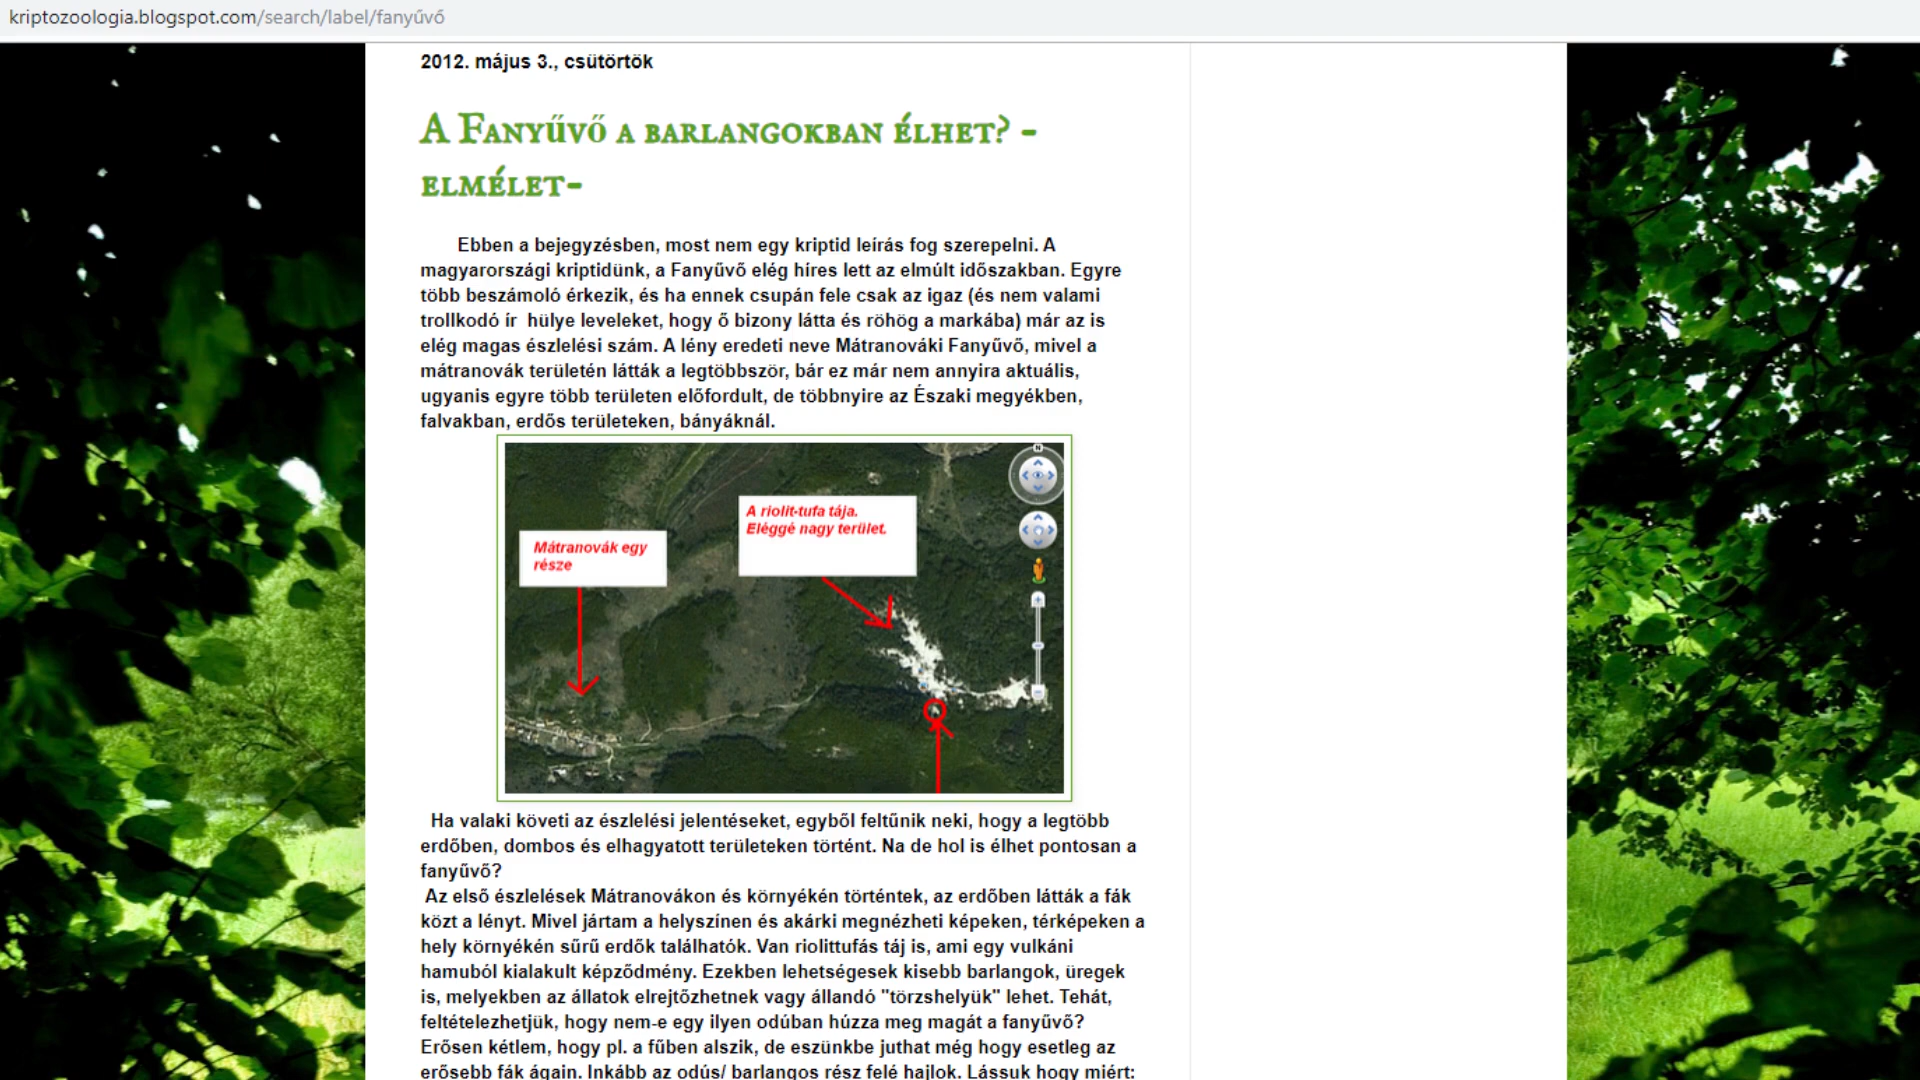 kriptozoologia.blogspot.com/search/label/fanyűvő
2012. május 3., csütörtök
A Fanyűvő a barlangokban élhet? -
elmélet-
Ebben a bejegyzésben, most nem egy kriptid leírás fog szerepelni. A
magyarországi kriptidünk, a Fanyűvő elég híres lett az elmúlt időszakban. Egyre
több beszámoló érkezik, és ha ennek csupán fele csak az igaz (és nem valami
trollkodó ír  hülye leveleket, hogy ő bizony látta és röhög a markába) már az is
elég magas észlelési szám. A lény eredeti neve Mátranováki Fanyűvő, mivel a
mátranovák területén látták a legtöbbször, bár ez már nem annyira aktuális,
ugyanis egyre több területen előfordult, de többnyire az Északi megyékben,
falvakban, erdős területeken, bányáknál.
N
A riolit-tufa tája.
Eléggé nagy terület.
Mátranovák egy
része
Ha valaki követi az észlelési jelentéseket, egyből feltűnik neki, hogy a legtöbb
erdőben, dombos és elhagyatott területeken történt. Na de hol is élhet pontosan a
fanyűvő?
Az első észlelések Mátranovákon és környékén történtek, az erdőben látták a fák
közt a lényt. Mivel jártam a helyszínen és akárki megnézheti képeken, térképeken a
hely környékén sűrű erdők találhatók. Van riolittufás táj is, ami egy vulkáni
hamuból kialakult képződmény. Ezekben lehetségesek kisebb barlangok, üregek
is, melyekben az állatok elrejtőzhetnek vagy állandó "törzshelyük" lehet. Tehát,
feltételezhetjük, hogy nem-e egy ilyen odúban húzza meg magát a fanyűvő?
Erősen kétlem, hogy pl. a fűben alszik, de eszünkbe juthat még hogy esetleg az
erősebb fák ágain. Inkább az odús/ barlangos rész felé hajlok. Lássuk hogy miért: